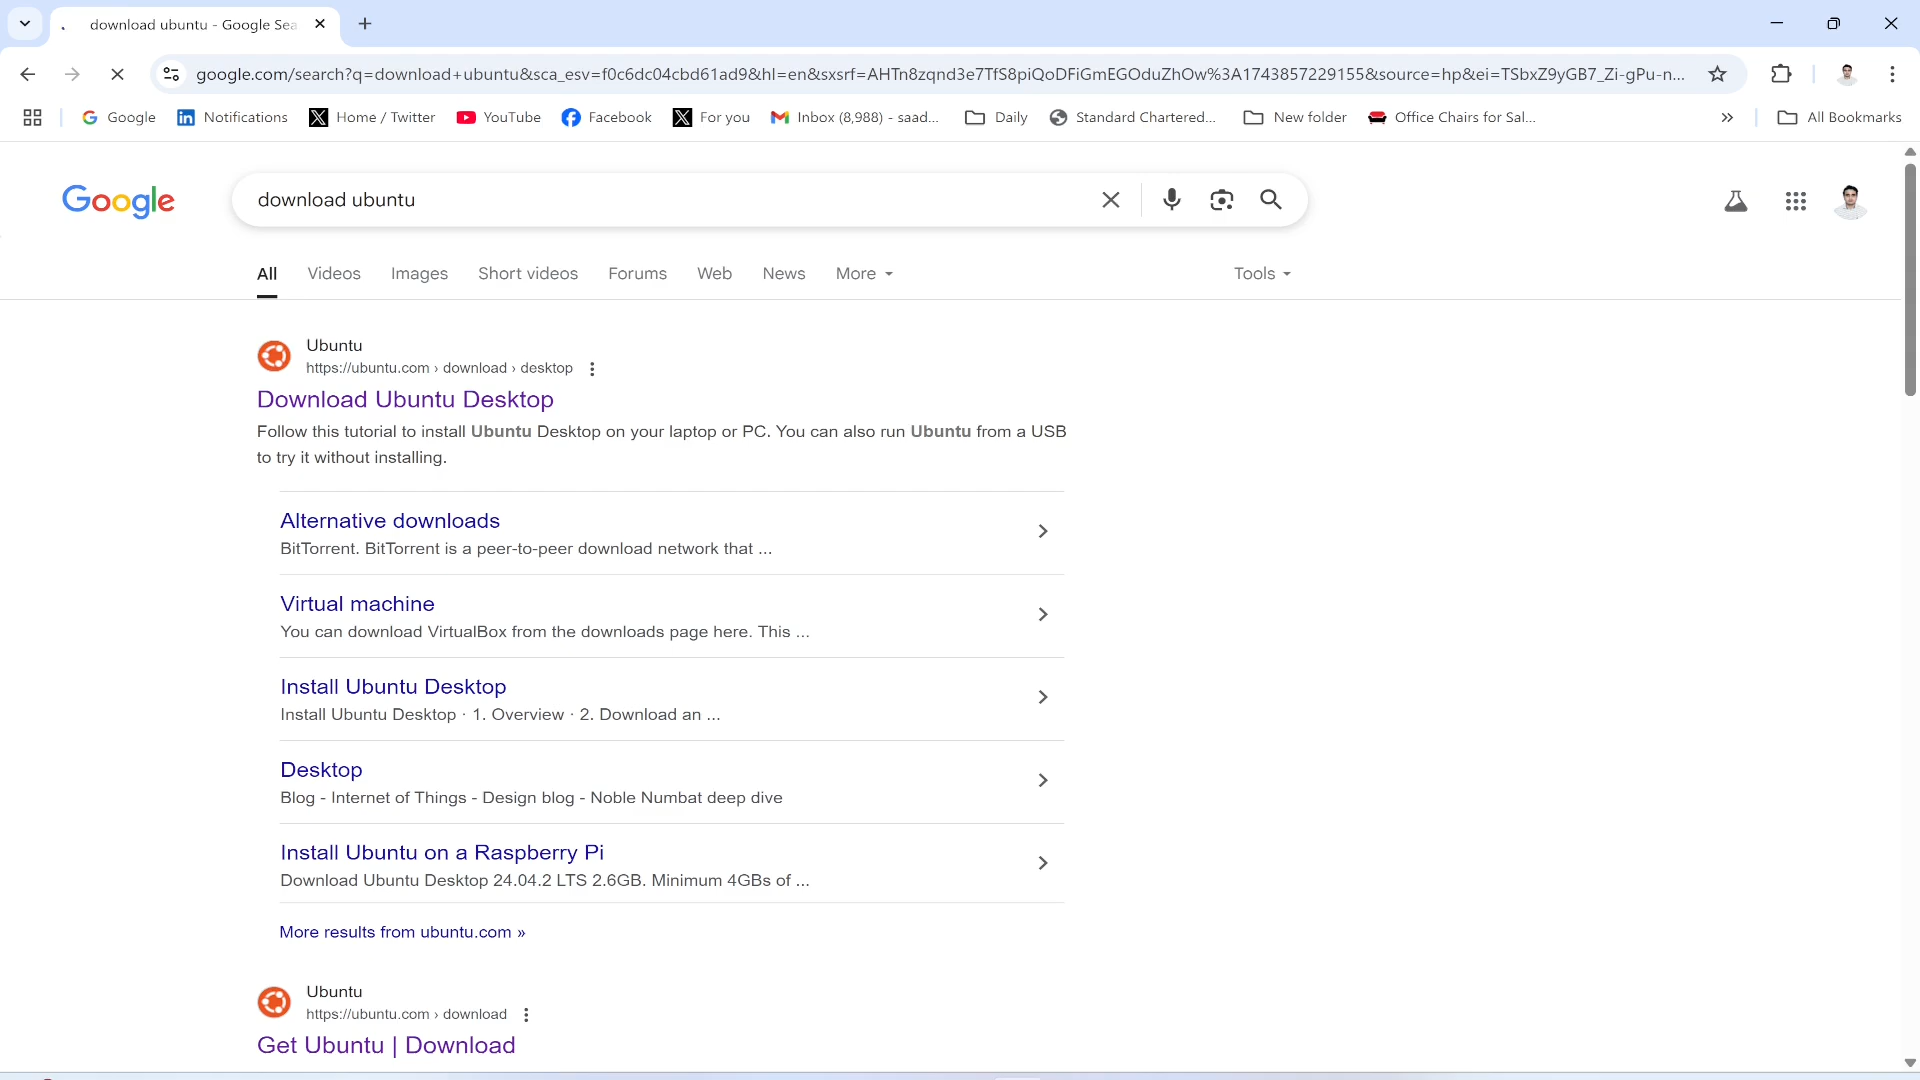 download ubuntu - Google Sea
google.com/search?q=download+ubuntu&sca_esv=f0c6dc04cbd61ad9&hl=en&sxsrf=AHTn8zqnd3e7TfS8piQoDFiGmEGOduZhOw%3A1743857229155&source=hp&ei=TSbxZ9yGB7_Zi-gPu-n...
Google
Notifications
Home / Twitter
YouTube
Facebook
For you
Inbox (8,988) - saad...
Daily
Standard Chartered...
New folder
Office Chairs for Sal...
All Bookmarks
Google
download ubuntu
All
Videos
Images
Short videos
Forums
Web
News
More
Tools
Ubuntu
https://ubuntu.com › download › desktop
Download Ubuntu Desktop
Follow this tutorial to install Ubuntu Desktop on your laptop or PC. You can also run Ubuntu from a USB
to try it without installing.
Alternative downloads
BitTorrent. BitTorrent is a peer-to-peer download network that ...
Virtual machine
You can download VirtualBox from the downloads page here. This ...
Install Ubuntu Desktop
Install Ubuntu Desktop · 1. Overview · 2. Download an ...
Desktop
Blog - Internet of Things - Design blog - Noble Numbat deep dive
Install Ubuntu on a Raspberry Pi
Download Ubuntu Desktop 24.04.2 LTS 2.6GB. Minimum 4GBs of ...
More results from ubuntu.com »
Ubuntu
https://ubuntu.com › download
Get Ubuntu | Download